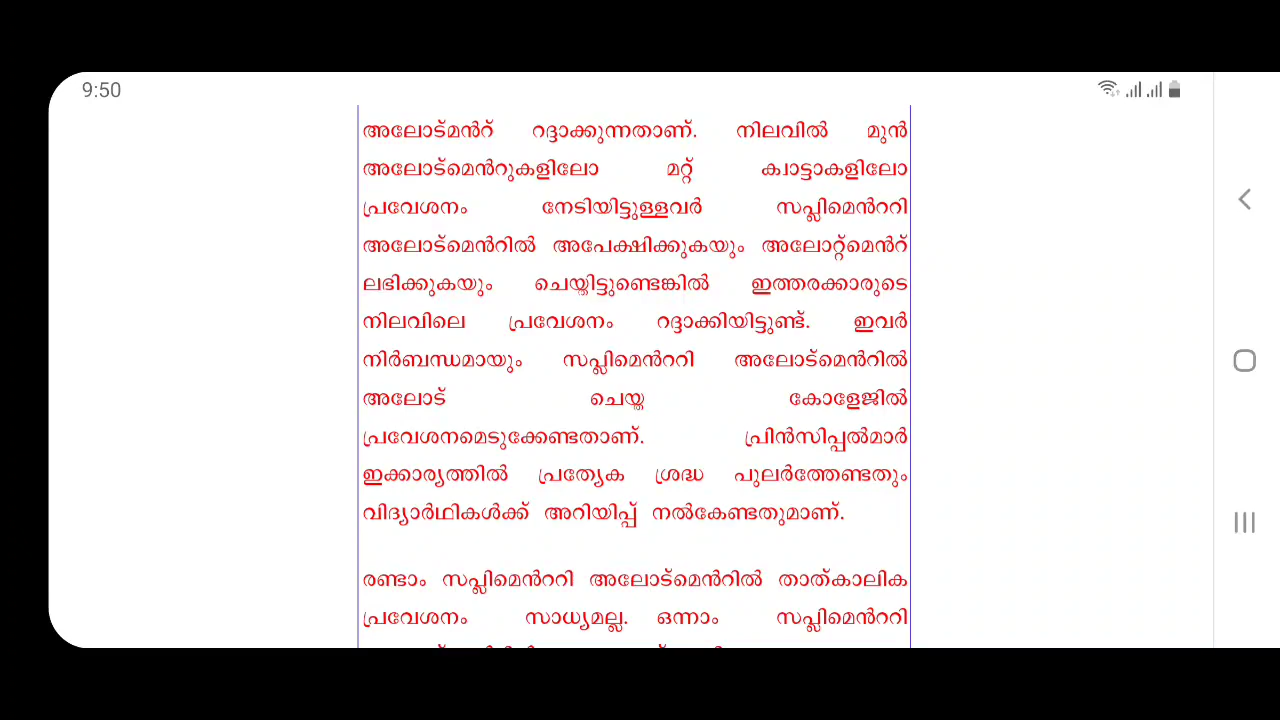 9:50
അലോട്മൻറ് റദ്ദാക്കുന്നതാണ്. നിലവിൽ മുൻ
അലോട്മെൻറുകളിലോ മറ്റ് ക്വാട്ടാകളിലോ
പ്രവേശനം നേടിയിട്ടുള്ളവർ സപ്ലിമെൻററി
അലോട്മെൻറിൽ അപേക്ഷിക്കുകയും അലോറ്റ്മെൻറ്
ലഭിക്കുകയും ചെയ്തിട്ടുണ്ടെങ്കിൽ ഇത്തരക്കാരുടെ
നിലവിലെ പ്രവേശനം റദ്ദാക്കിയിട്ടുണ്ട്. ഇവർ
നിർബന്ധമായും സപ്ലിമെൻററി അലോട്മെൻറിൽ
അലോട് ചെയ്ത കോളേജിൽ
പ്രവേശനമെടുക്കേണ്ടതാണ്. പ്രിൻസിപ്പൽമാർ
ഇക്കാര്യത്തിൽ പ്രത്യേക ശ്രദ്ധ പുലർത്തേണ്ടതും
വിദ്യാർഥികൾക്ക് അറിയിപ്പ് നൽകേണ്ടതുമാണ്.
രണ്ടാം സപ്ലിമെൻററി അലോട്മെൻറിൽ താത്കാലിക
പ്രവേശനം സാധ്യമല്ല. ഒന്നാം സപ്ലിമെൻററി